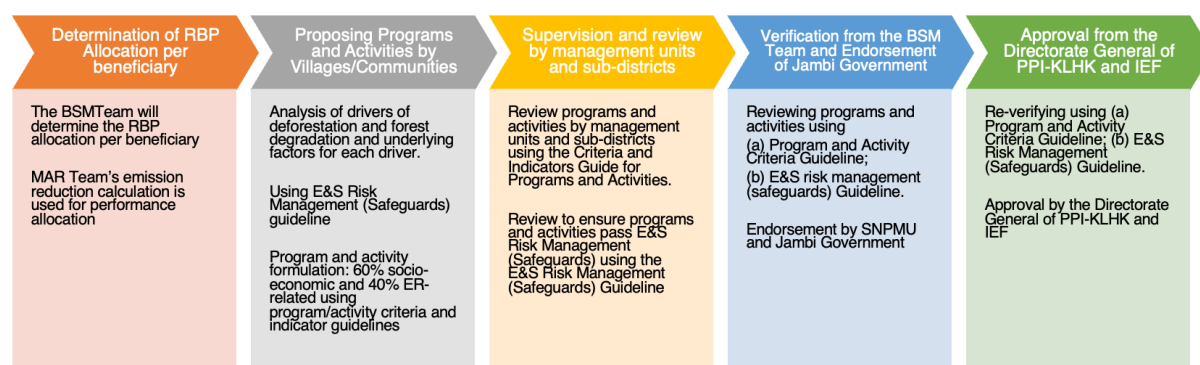 Determination of RBP
Allocation per
beneficiary
The BSMTeam will
determine the RBP
allocation per beneficiary
MAR Team's emission
reduction calculation is
used for performance
allocation
Proposing Programs
and Activities by
Villages/Communities
Analysis of drivers of
deforestation and forest
degradation and underlying
factors for each driver.
Using E&S Risk
Management (Safeguards)
guideline
Program and activity
formulation: 60% socio-
economic and 40% ER-
related using
program/activity criteria and
indicator guidelines
Supervision and review
by management units
and sub-districts
Review programs and
activities by management
units and sub-districts
using the Criteria and
Indicators Guide for
Programs and Activities.
Review to ensure programs
and activities pass E&S
Risk Management
(Safeguards) using the
E&S Risk Management
(Safeguards) Guideline
Verification from the BSM
Team and Endorsement
of Jambi Government
Reviewing programs and
activities using
(a) Program and Activity
Criteria Guideline;
(b) E&S risk management
(safeguards) Guideline.
Endorsement by SNPMU
and Jambi Government
Approval from the
Directorate General of
PPI-KLHK and IEF
Re-verifying using (a)
Program and Activity
Criteria Guideline; (b) E&S
Risk Management
(Safeguards) Guideline.
Approval by the Directorate
General of PPI-KLHK and
IEF